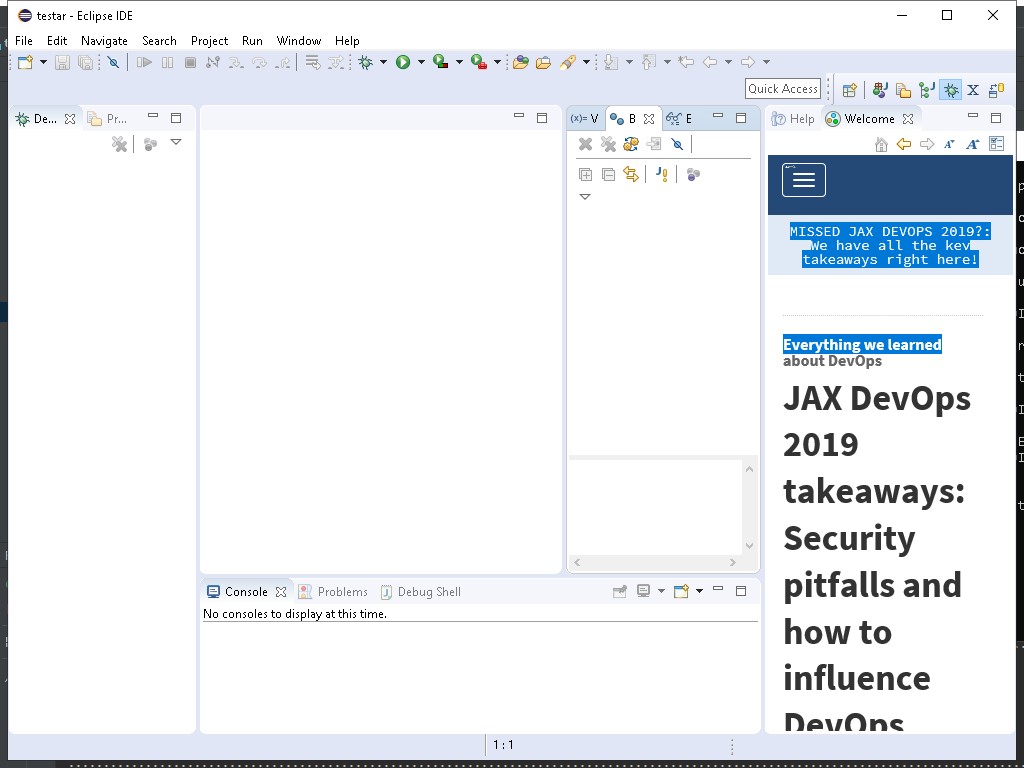 testar - Eclipse IDE
File Edit Navigate Search Project Run Window Help
Quick Access
De...
Pr...
(x)= V
B
E
Help
Welcome
MISSED JAX DEVOPS 2019?:
We have all the key
takeaways right here!
Everything we learned
about DevOps
JAX DevOps
2019
takeaways:
Security
pitfalls and
how to
influence
DevOps
Console
Problems
Debug Shell
No consoles to display at this time.
1 : 1